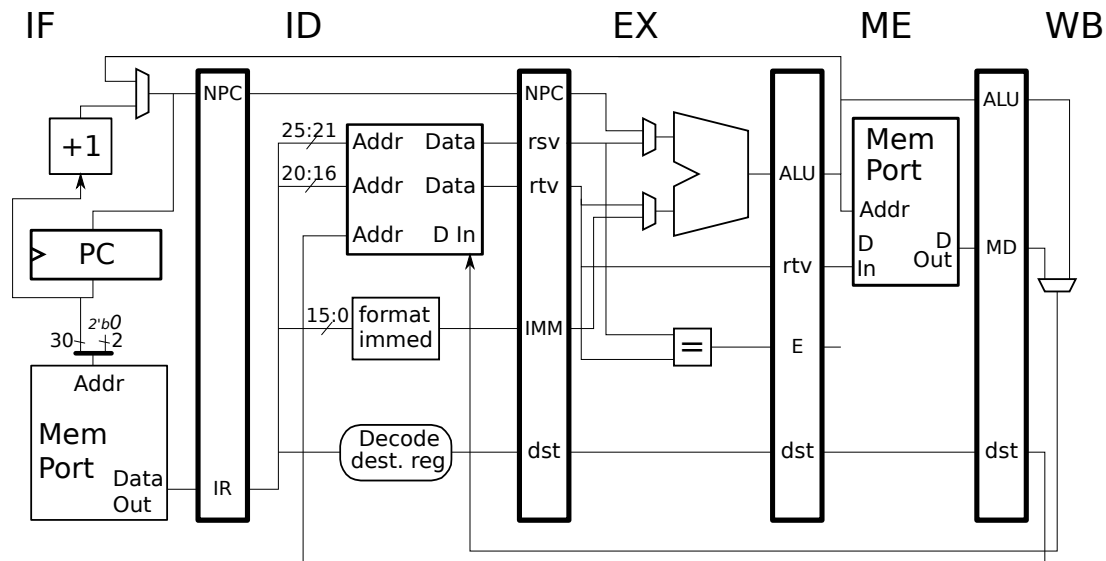 IF ID EX ME WB
NPC
+1
PC
30
2'b0
2
Addr
Mem
Port
Data
Out
IR
25:21
20:16
Addr Data
Addr Data
Addr D In
15:0
format
immed
Decode
dest. reg
NPC
rsv
rtv
IMM
dst
=
ALU
rtv
E
dst
Mem
Port
Addr
D
In
D
Out
ALU
MD
dst